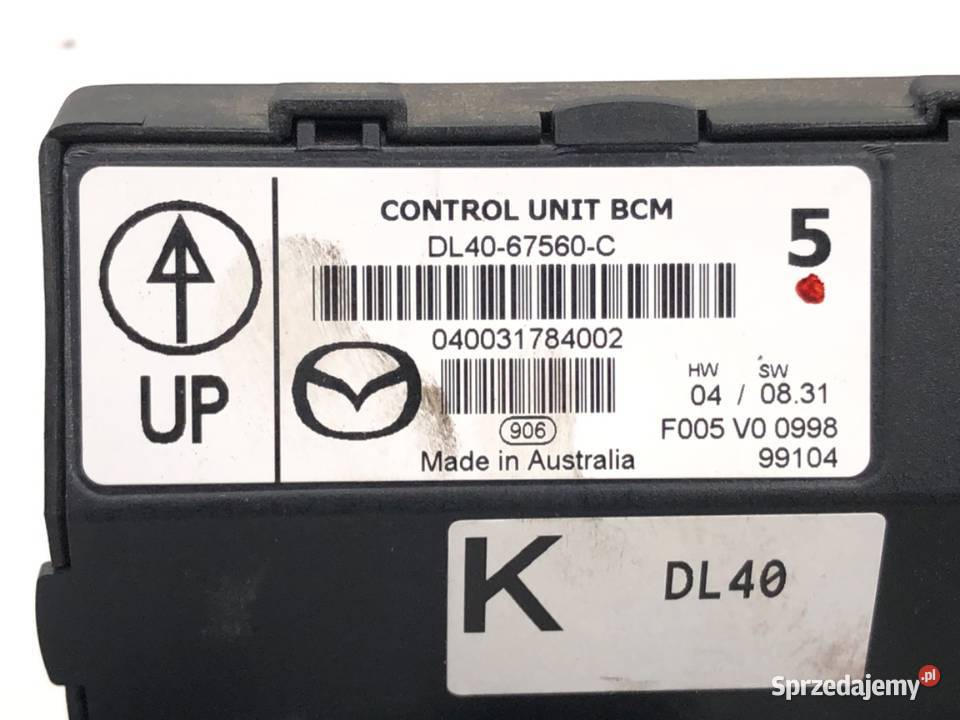 CONTROL UNIT BCM
DL40-67560-C
5
040031784002
HW SW
04 / 08.31
UP
906
F005 V0 0998
Made in Australia
99104
K DL40
Sprzedajemy.pl